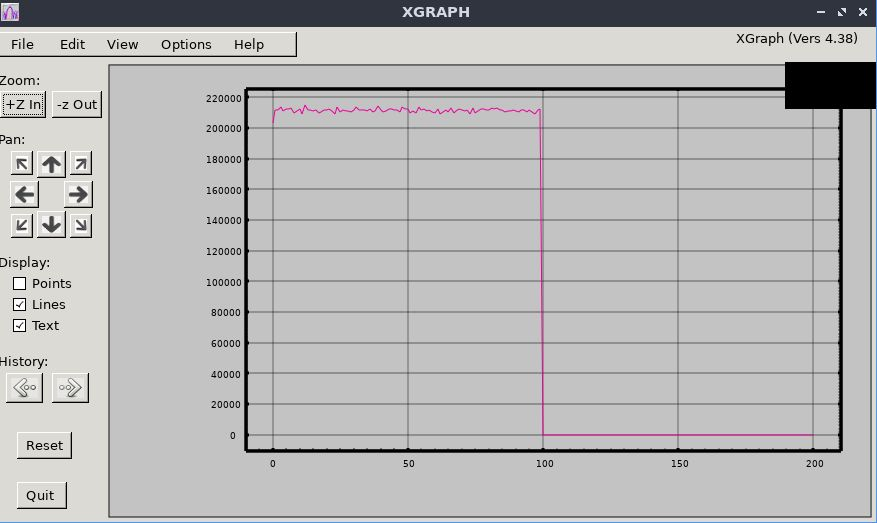 XGRAPH
File Edit View Options Help
XGraph (Vers 4.38)
Zoom:
+Z In -z Out
Pan:
Display:
Points
Lines
Text
History:
Reset
Quit
220000
200000
180000
160000
140000
120000
100000
80000
60000
40000
20000
0
0 50 100 150 200